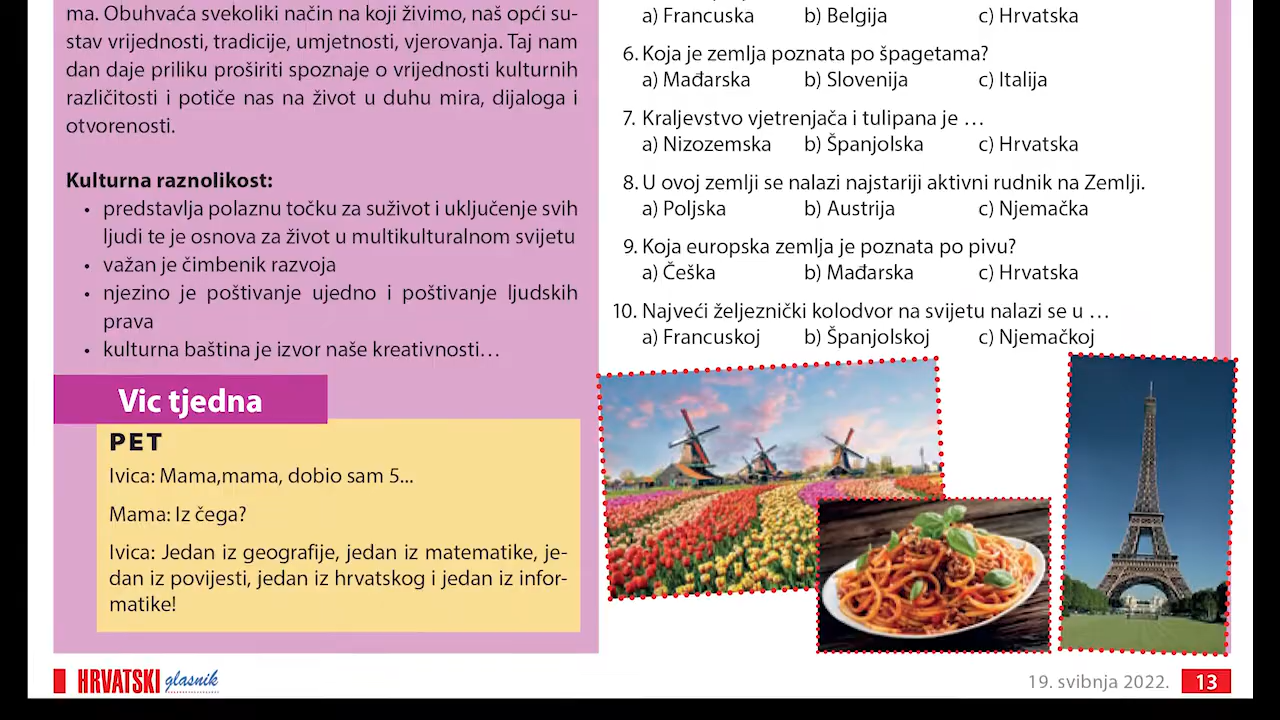 ma. Obuhvaća svekoliki način na koji živimo, naš opći su-
stav vrijednosti, tradicije, umjetnosti, vjerovanja. Taj nam
dan daje priliku proširiti spoznaje o vrijednosti kulturnih
različitosti i potiče nas na život u duhu mira, dijaloga i
otvorenosti.
Kulturna raznolikost:
• predstavlja polaznu točku za suživot i uključenje svih
ljudi te je osnova za život u multikulturalnom svijetu
• važan je čimbenik razvoja
• njezino je poštivanje ujedno i poštivanje ljudskih
prava
• kulturna baština je izvor naše kreativnosti…
Vic tjedna
PET
Ivica: Mama,mama, dobio sam 5...
Mama: Iz čega?
Ivica: Jedan iz geografije, jedan iz matematike, je-
dan iz povijesti, jedan iz hrvatskog i jedan iz infor-
matike!
a) Francuska b) Belgija c) Hrvatska
6. Koja je zemlja poznata po špagetama?
a) Mađarska b) Slovenija c) Italija
7. Kraljevstvo vjetrenjača i tulipana je …
a) Nizozemska b) Španjolska c) Hrvatska
8. U ovoj zemlji se nalazi najstariji aktivni rudnik na Zemlji.
a) Poljska b) Austrija c) Njemačka
9. Koja europska zemlja je poznata po pivu?
a) Češka b) Mađarska c) Hrvatska
10. Najveći željeznički kolodvor na svijetu nalazi se u …
a) Francuskoj b) Španjolskoj c) Njemačkoj
HRVATSKI glasnik
19. svibnja 2022. 13